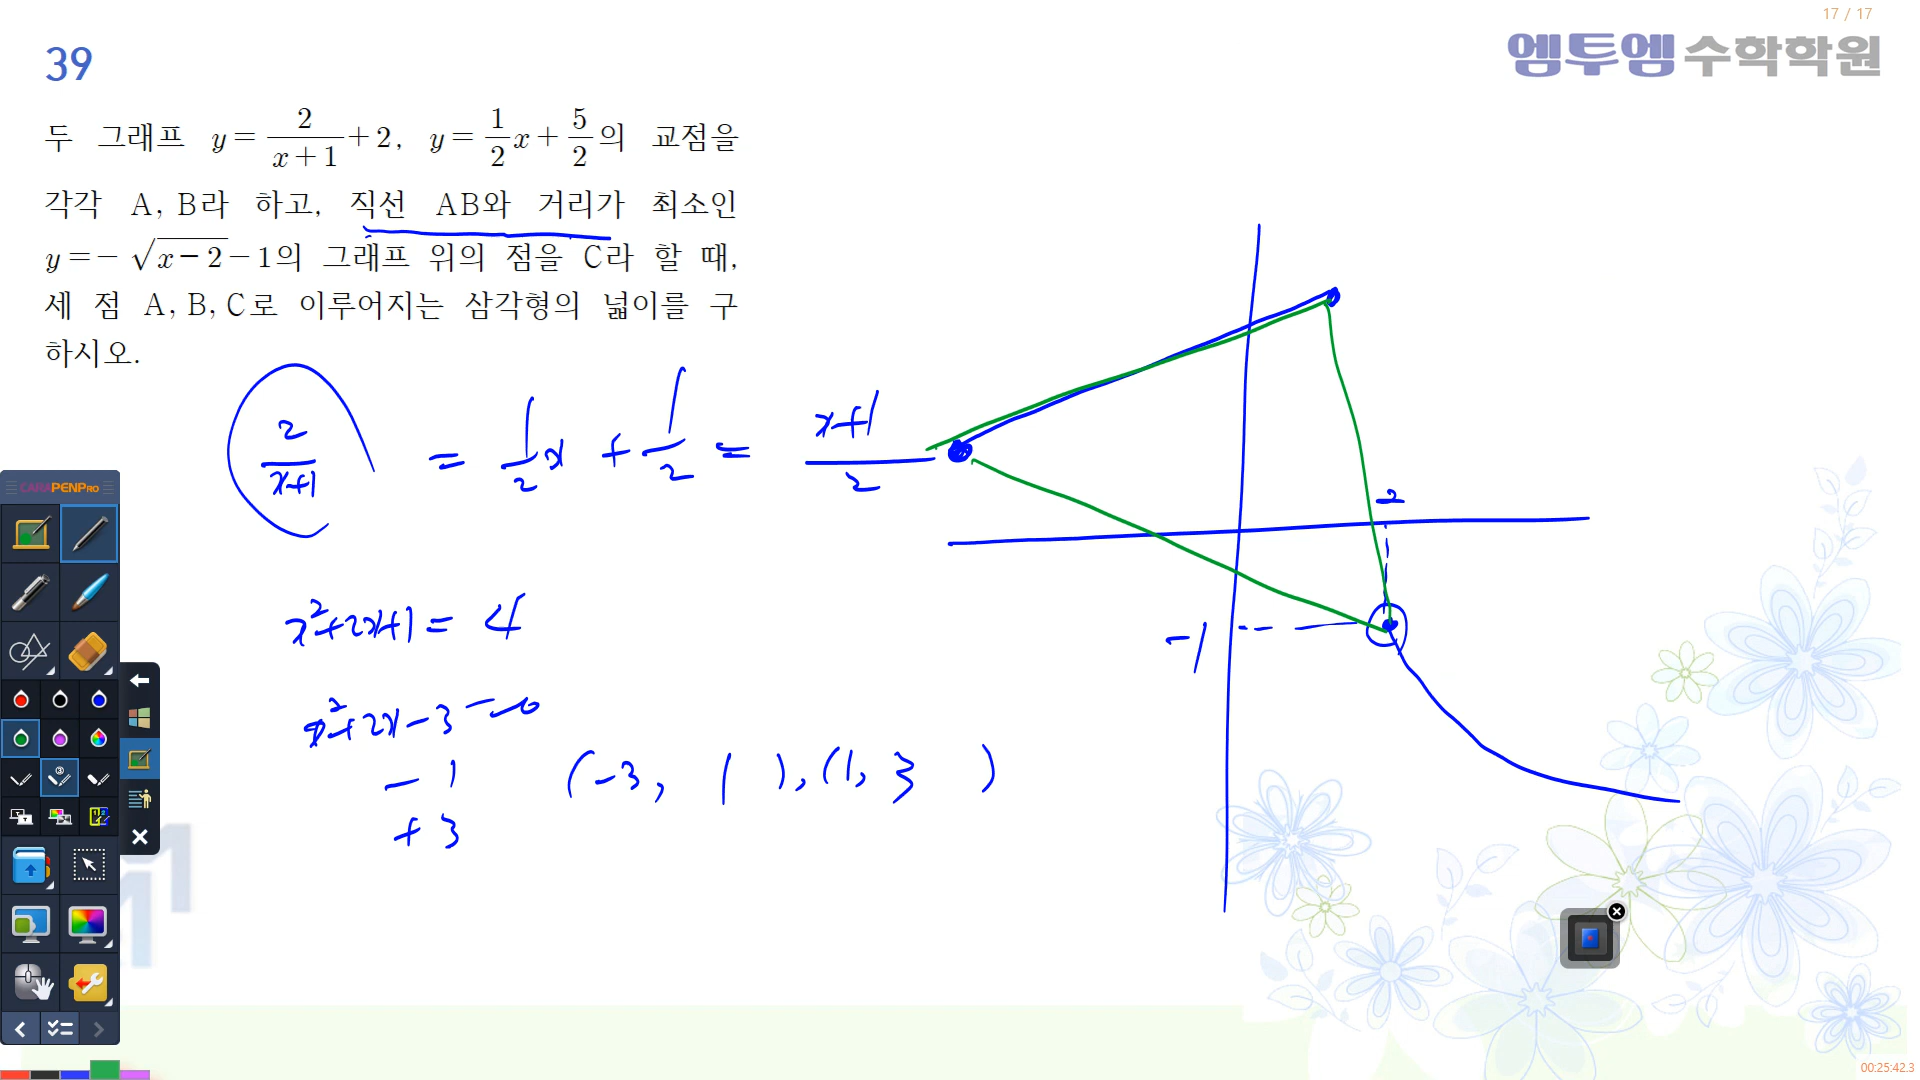 17 / 17
엠투엠 수학학원
39
두 그래프 y = 2/(x+1) + 2, y = 1/2 x + 5/2 의 교점을
각각 A, B라 하고, 직선 AB와 거리가 최소인
y = - √(x-2) - 1의 그래프 위의 점을 C라 할 때,
세 점 A, B, C로 이루어지는 삼각형의 넓이를 구
하시오.
2/(x+1) = 1/2 x + 1/2 = (x+1)/2
2
-1
x²+2x+1 = 4
x²+2x-3=0
-1
+3
(-3, 1), (1, 3)
CARAPENPRO
00:25:42.3